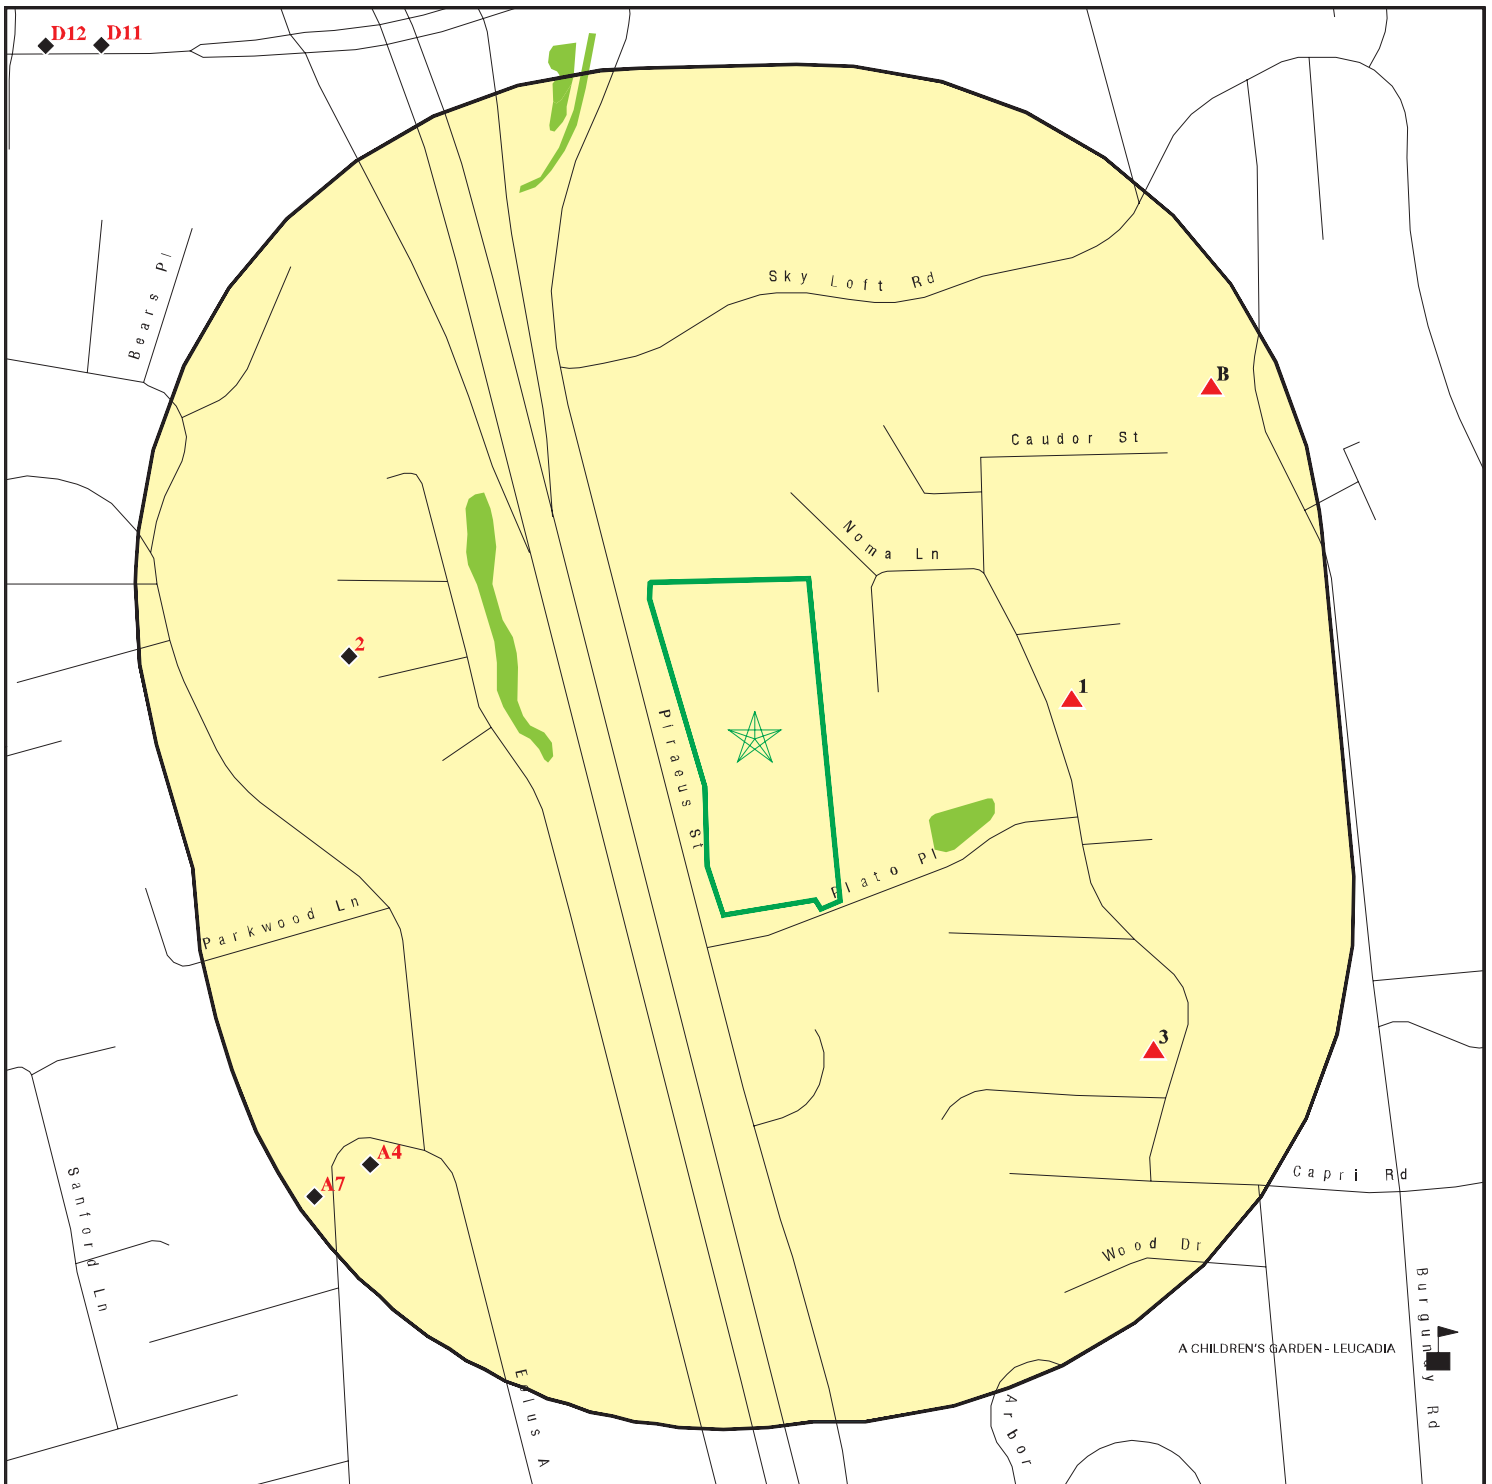 D12 D11
Bears Pl
Sky Loft Rd
B
Caudor St
Noma Ln
2
1
Piraeus St
Plato Pl
Parkwood Ln
3
A4
A7
Capri Rd
Sanford Ln
Wood Dr
Burgundy Rd
A CHILDREN'S GARDEN - LEUCADIA
Eolus A
Arbor